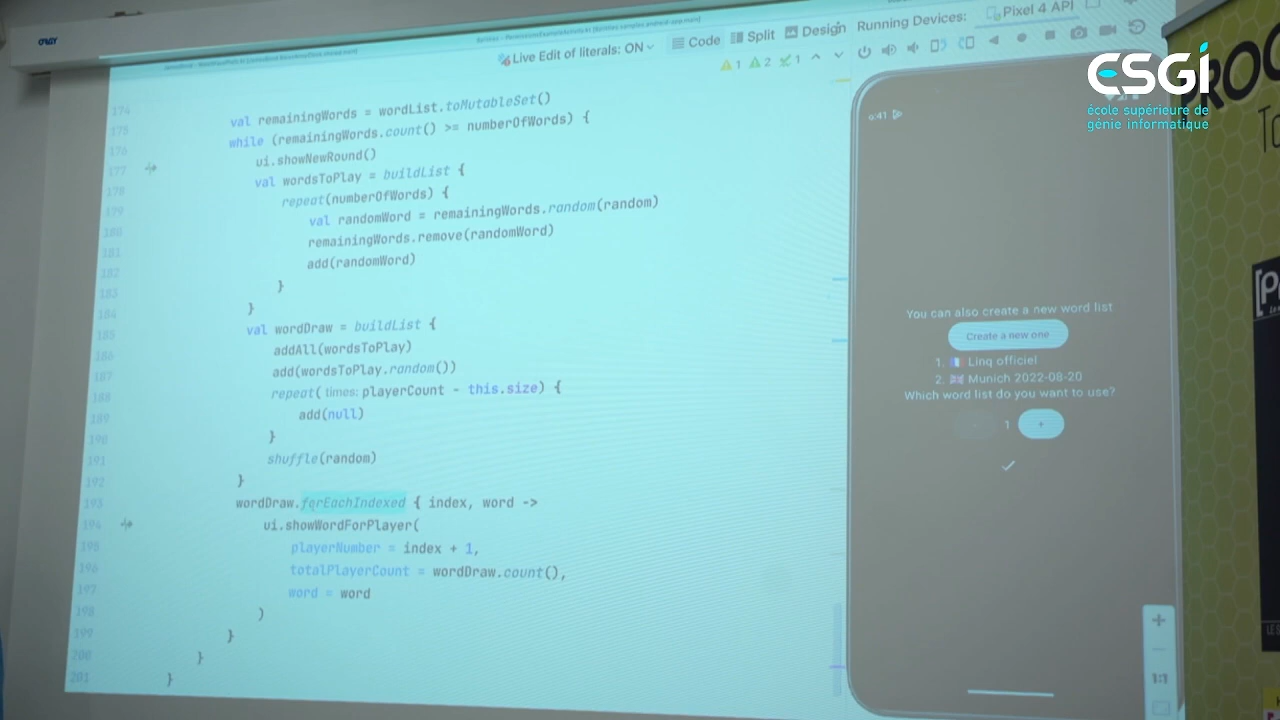 Live Edit of literals: ON
Code
Split
Design
Running Devices:
Pixel 4 API
1 2 1
174
175
176
177
178
179
180
181
182
183
184
185
186
187
188
189
190
191
192
193
194
195
196
197
198
199
200
201
val remainingWords = wordList.toMutableSet()
while (remainingWords.count() >= numberOfWords) {
ui.showNewRound()
val wordsToPlay = buildList {
repeat(numberOfWords) {
val randomWord = remainingWords.random(random)
remainingWords.remove(randomWord)
add(randomWord)
}
}
val wordDraw = buildList {
addAll(wordsToPlay)
add(wordsToPlay.random())
repeat( times: playerCount - this.size) {
add(null)
}
shuffle(random)
}
wordDraw.forEachIndexed { index, word ->
ui.showWordForPlayer(
playerNumber = index + 1,
totalPlayerCount = wordDraw.count(),
word = word
)
}
}
}
You can also create a new word list
Create a new one
1. Linq officiel
2. Munich 2022-08-20
Which word list do you want to use?
1 +
1:1
ESGI
école supérieure de
génie informatique